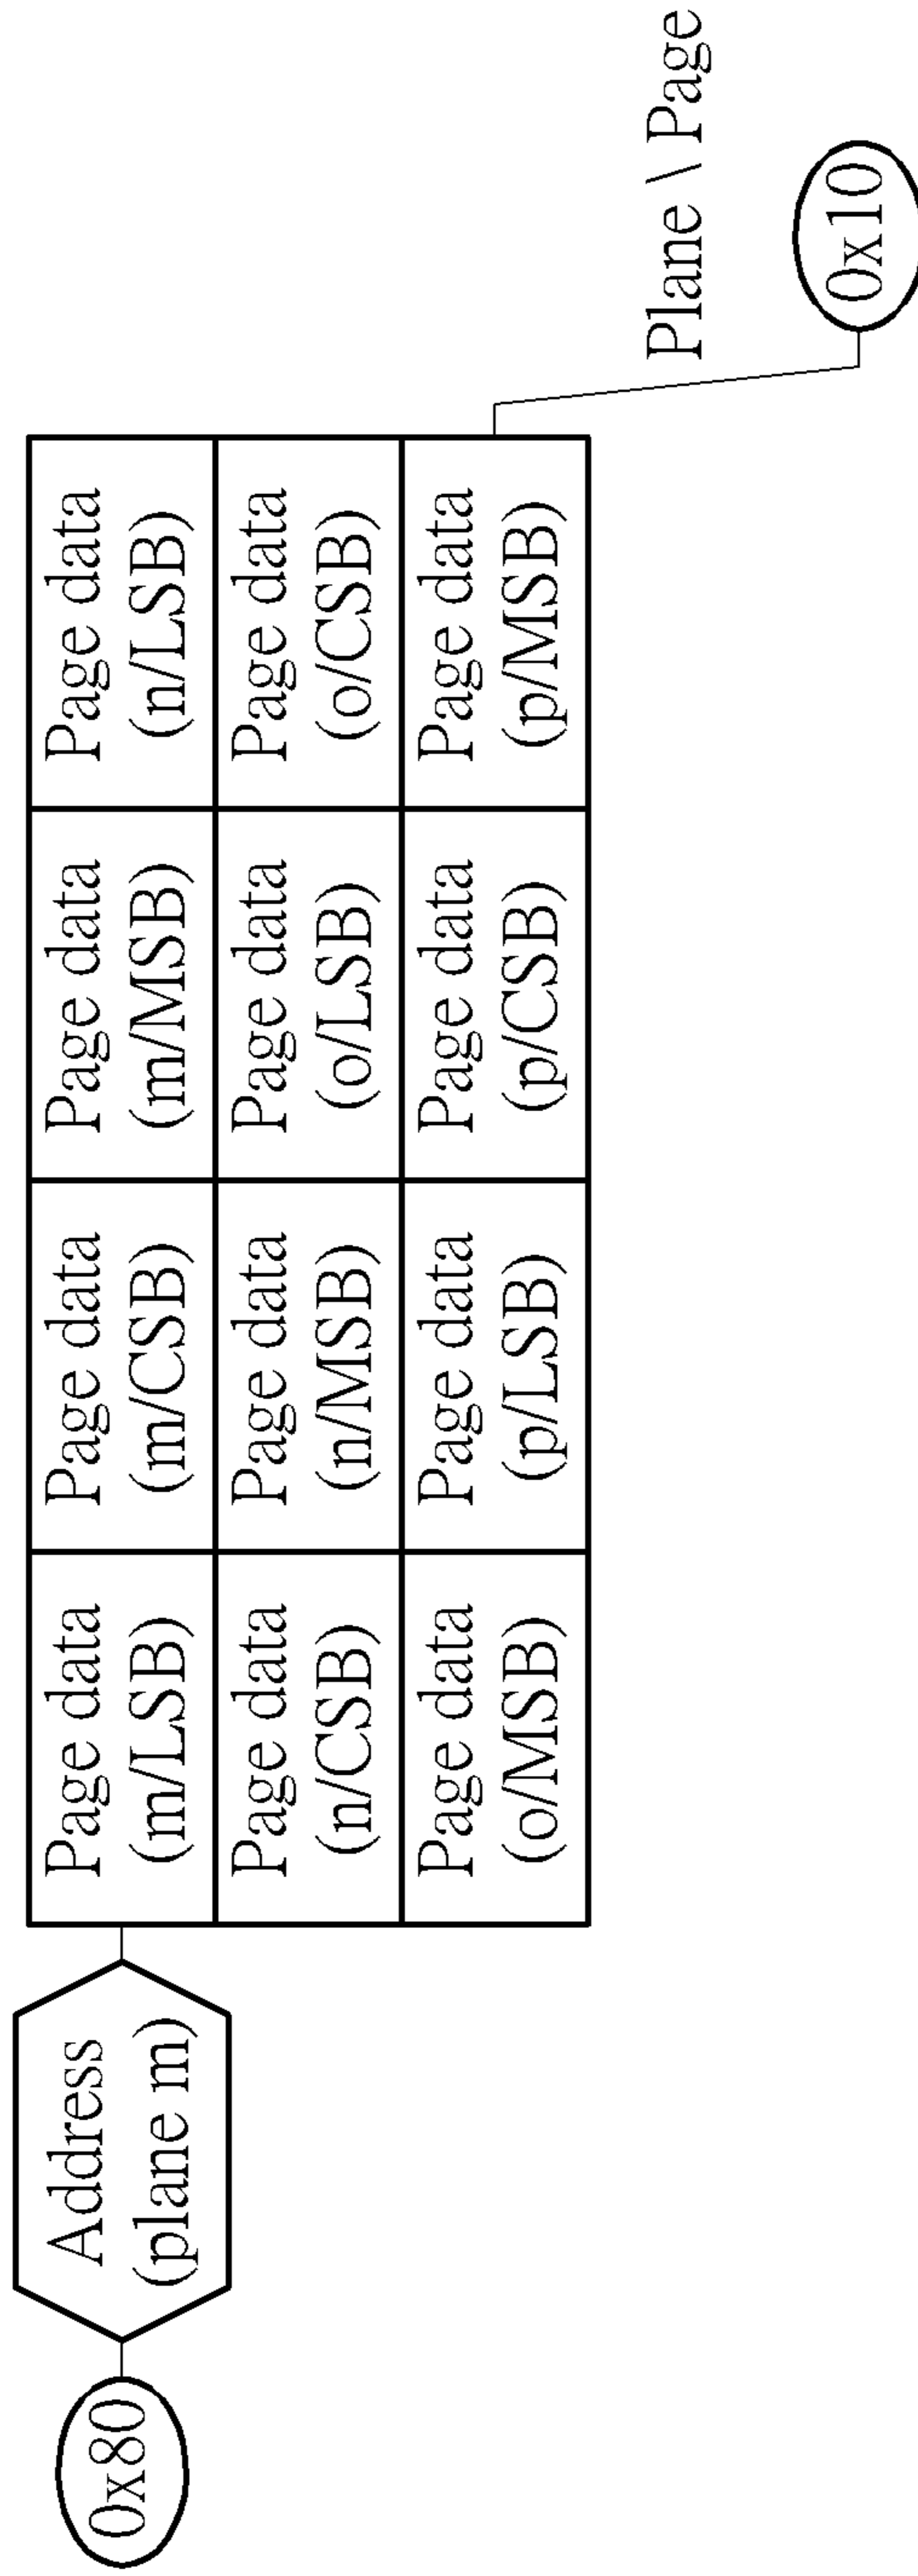 0x80
Address
(plane m)
Page data
(m/LSB)
Page data
(m/CSB)
Page data
(m/MSB)
Page data
(n/LSB)
Page data
(n/CSB)
Page data
(n/MSB)
Page data
(o/LSB)
Page data
(o/CSB)
Page data
(o/MSB)
Page data
(p/LSB)
Page data
(p/CSB)
Page data
(p/MSB)
Plane \ Page
0x10